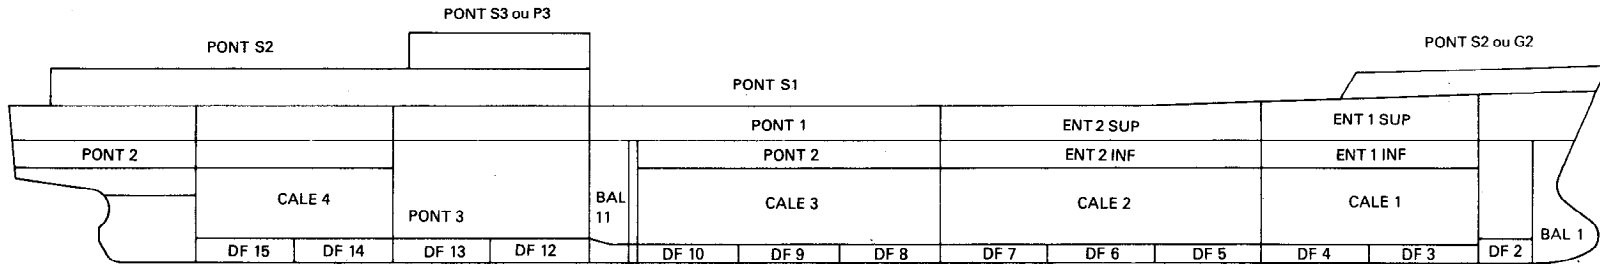 PONT S3 ou P3
PONT S2
PONT S2 ou G2
PONT S1
PONT 1
ENT 2 SUP
ENT 1 SUP
PONT 2
PONT 2
ENT 2 INF
ENT 1 INF
CALE 4
PONT 3
BAL
11
CALE 3
CALE 2
CALE 1
BAL 1
DF 15
DF 14
DF 13
DF 12
DF 10
DF 9
DF 8
DF 7
DF 6
DF 5
DF 4
DF 3
DF 2